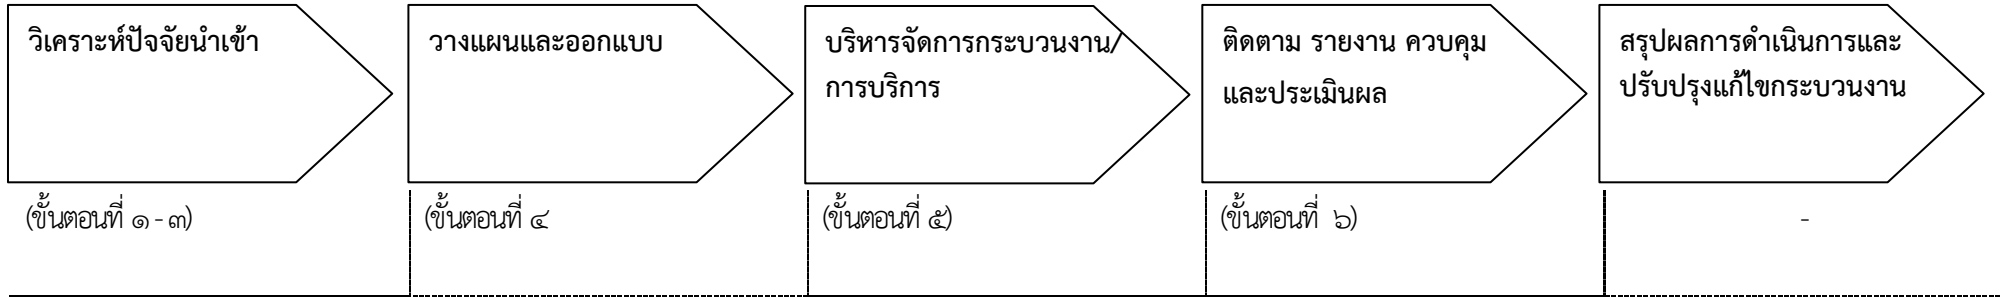 วิเคราะห์ปัจจัยนำเข้า
วางแผนและออกแบบ
บริหารจัดการกระบวนงาน/
การบริการ
ติดตาม รายงาน ควบคุม
และประเมินผล
สรุปผลการดำเนินการและ
ปรับปรุงแก้ไขกระบวนงาน
(ขั้นตอนที่ ๑ - ๓)
(ขั้นตอนที่ ๔
(ขั้นตอนที่ ๕)
(ขั้นตอนที่ ๖)
-